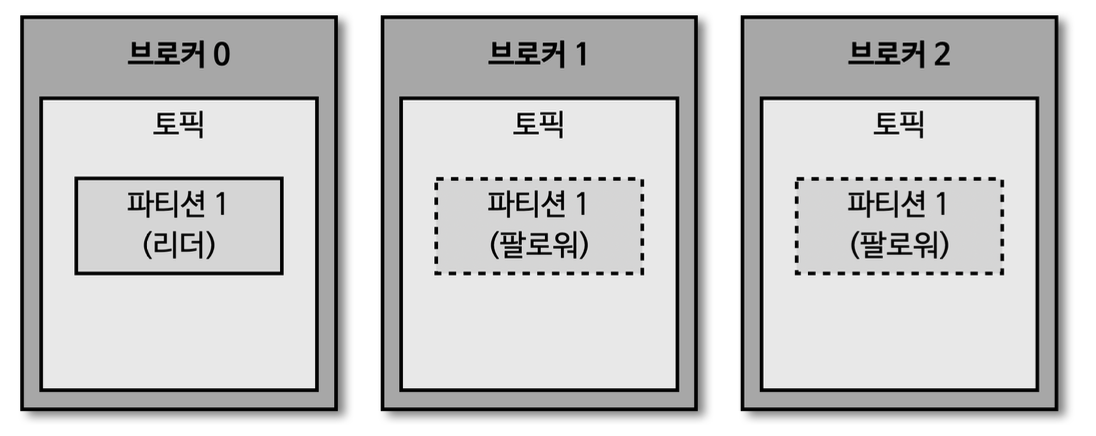 브로커 0
토픽
파티션 1
(리더)
브로커 1
토픽
파티션 1
(팔로워)
브로커 2
토픽
파티션 1
(팔로워)